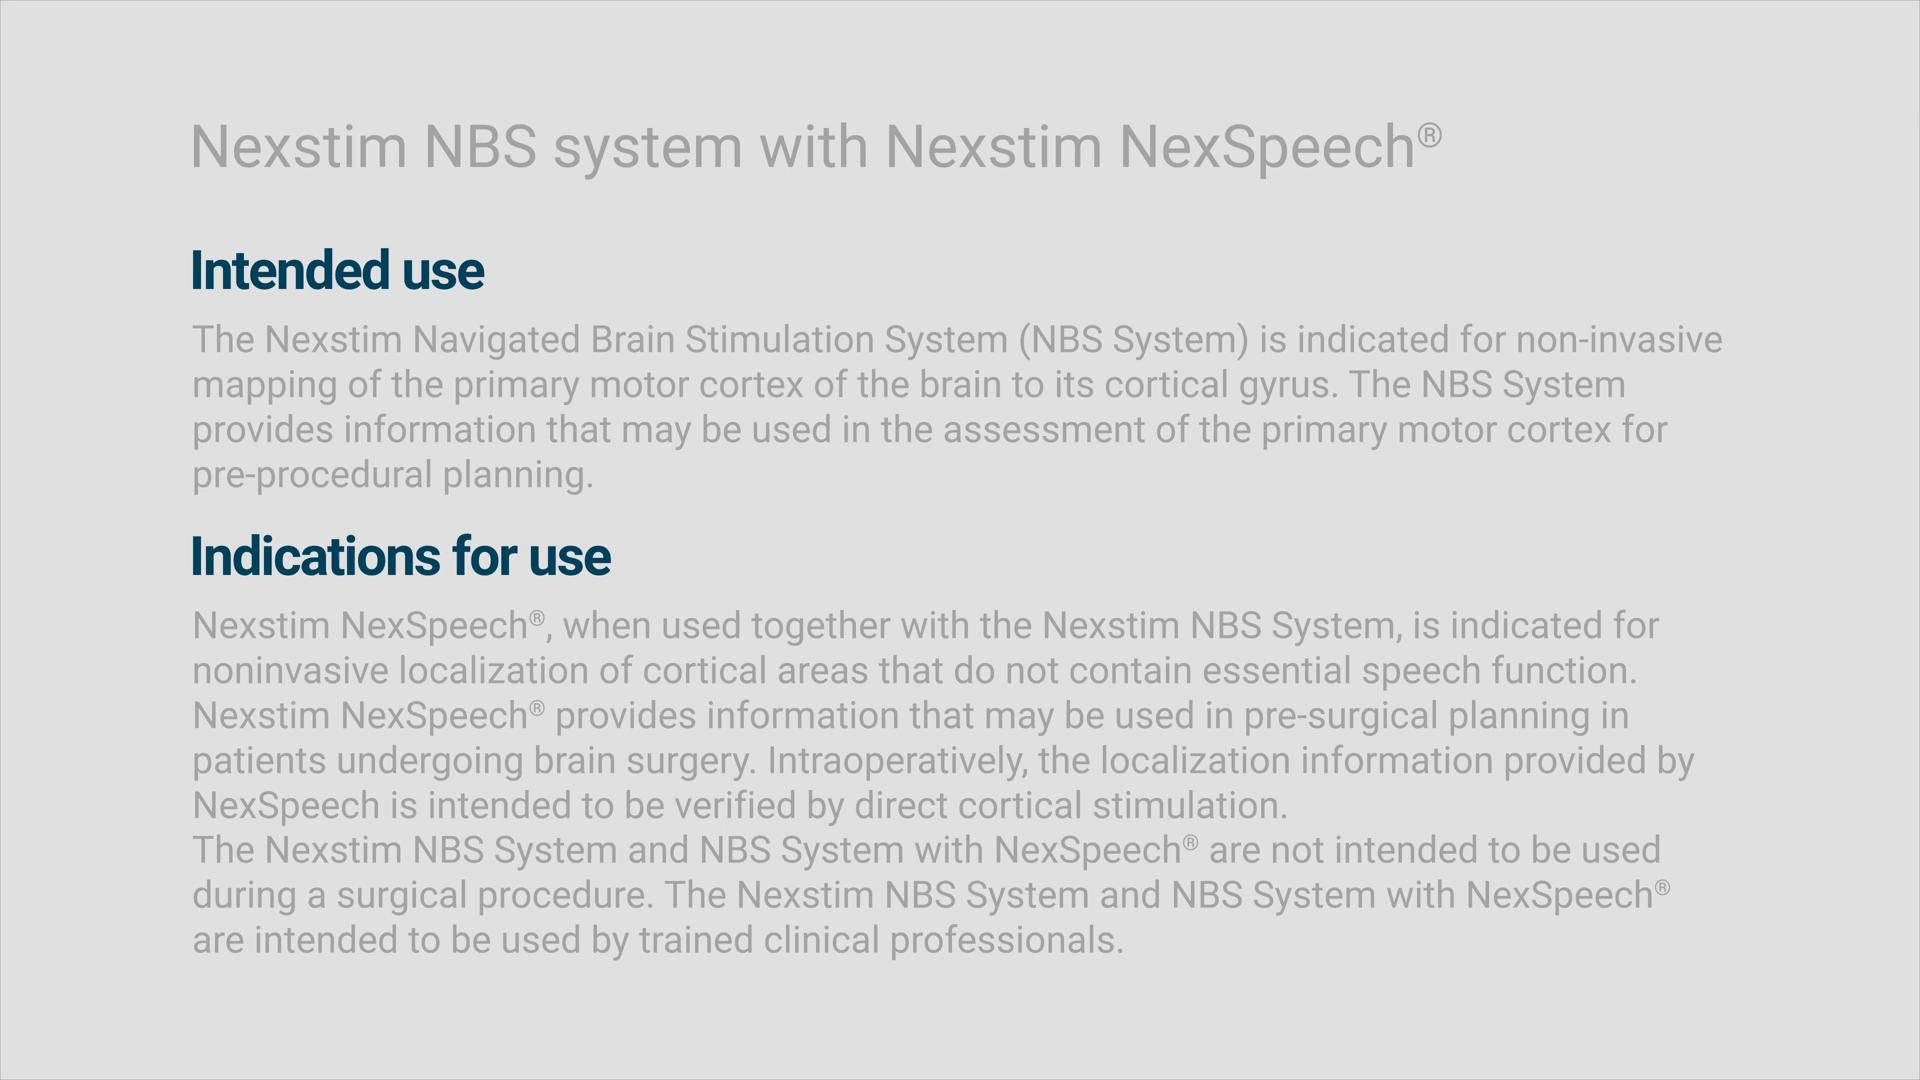 Nexstim NBS system with Nexstim NexSpeech®
Intended use
The Nexstim Navigated Brain Stimulation System (NBS System) is indicated for non-invasive
mapping of the primary motor cortex of the brain to its cortical gyrus. The NBS System
provides information that may be used in the assessment of the primary motor cortex for
pre-procedural planning.
Indications for use
Nexstim NexSpeech®, when used together with the Nexstim NBS System, is indicated for
noninvasive localization of cortical areas that do not contain essential speech function.
Nexstim NexSpeech® provides information that may be used in pre-surgical planning in
patients undergoing brain surgery. Intraoperatively, the localization information provided by
NexSpeech is intended to be verified by direct cortical stimulation.
The Nexstim NBS System and NBS System with NexSpeech® are not intended to be used
during a surgical procedure. The Nexstim NBS System and NBS System with NexSpeech®
are intended to be used by trained clinical professionals.